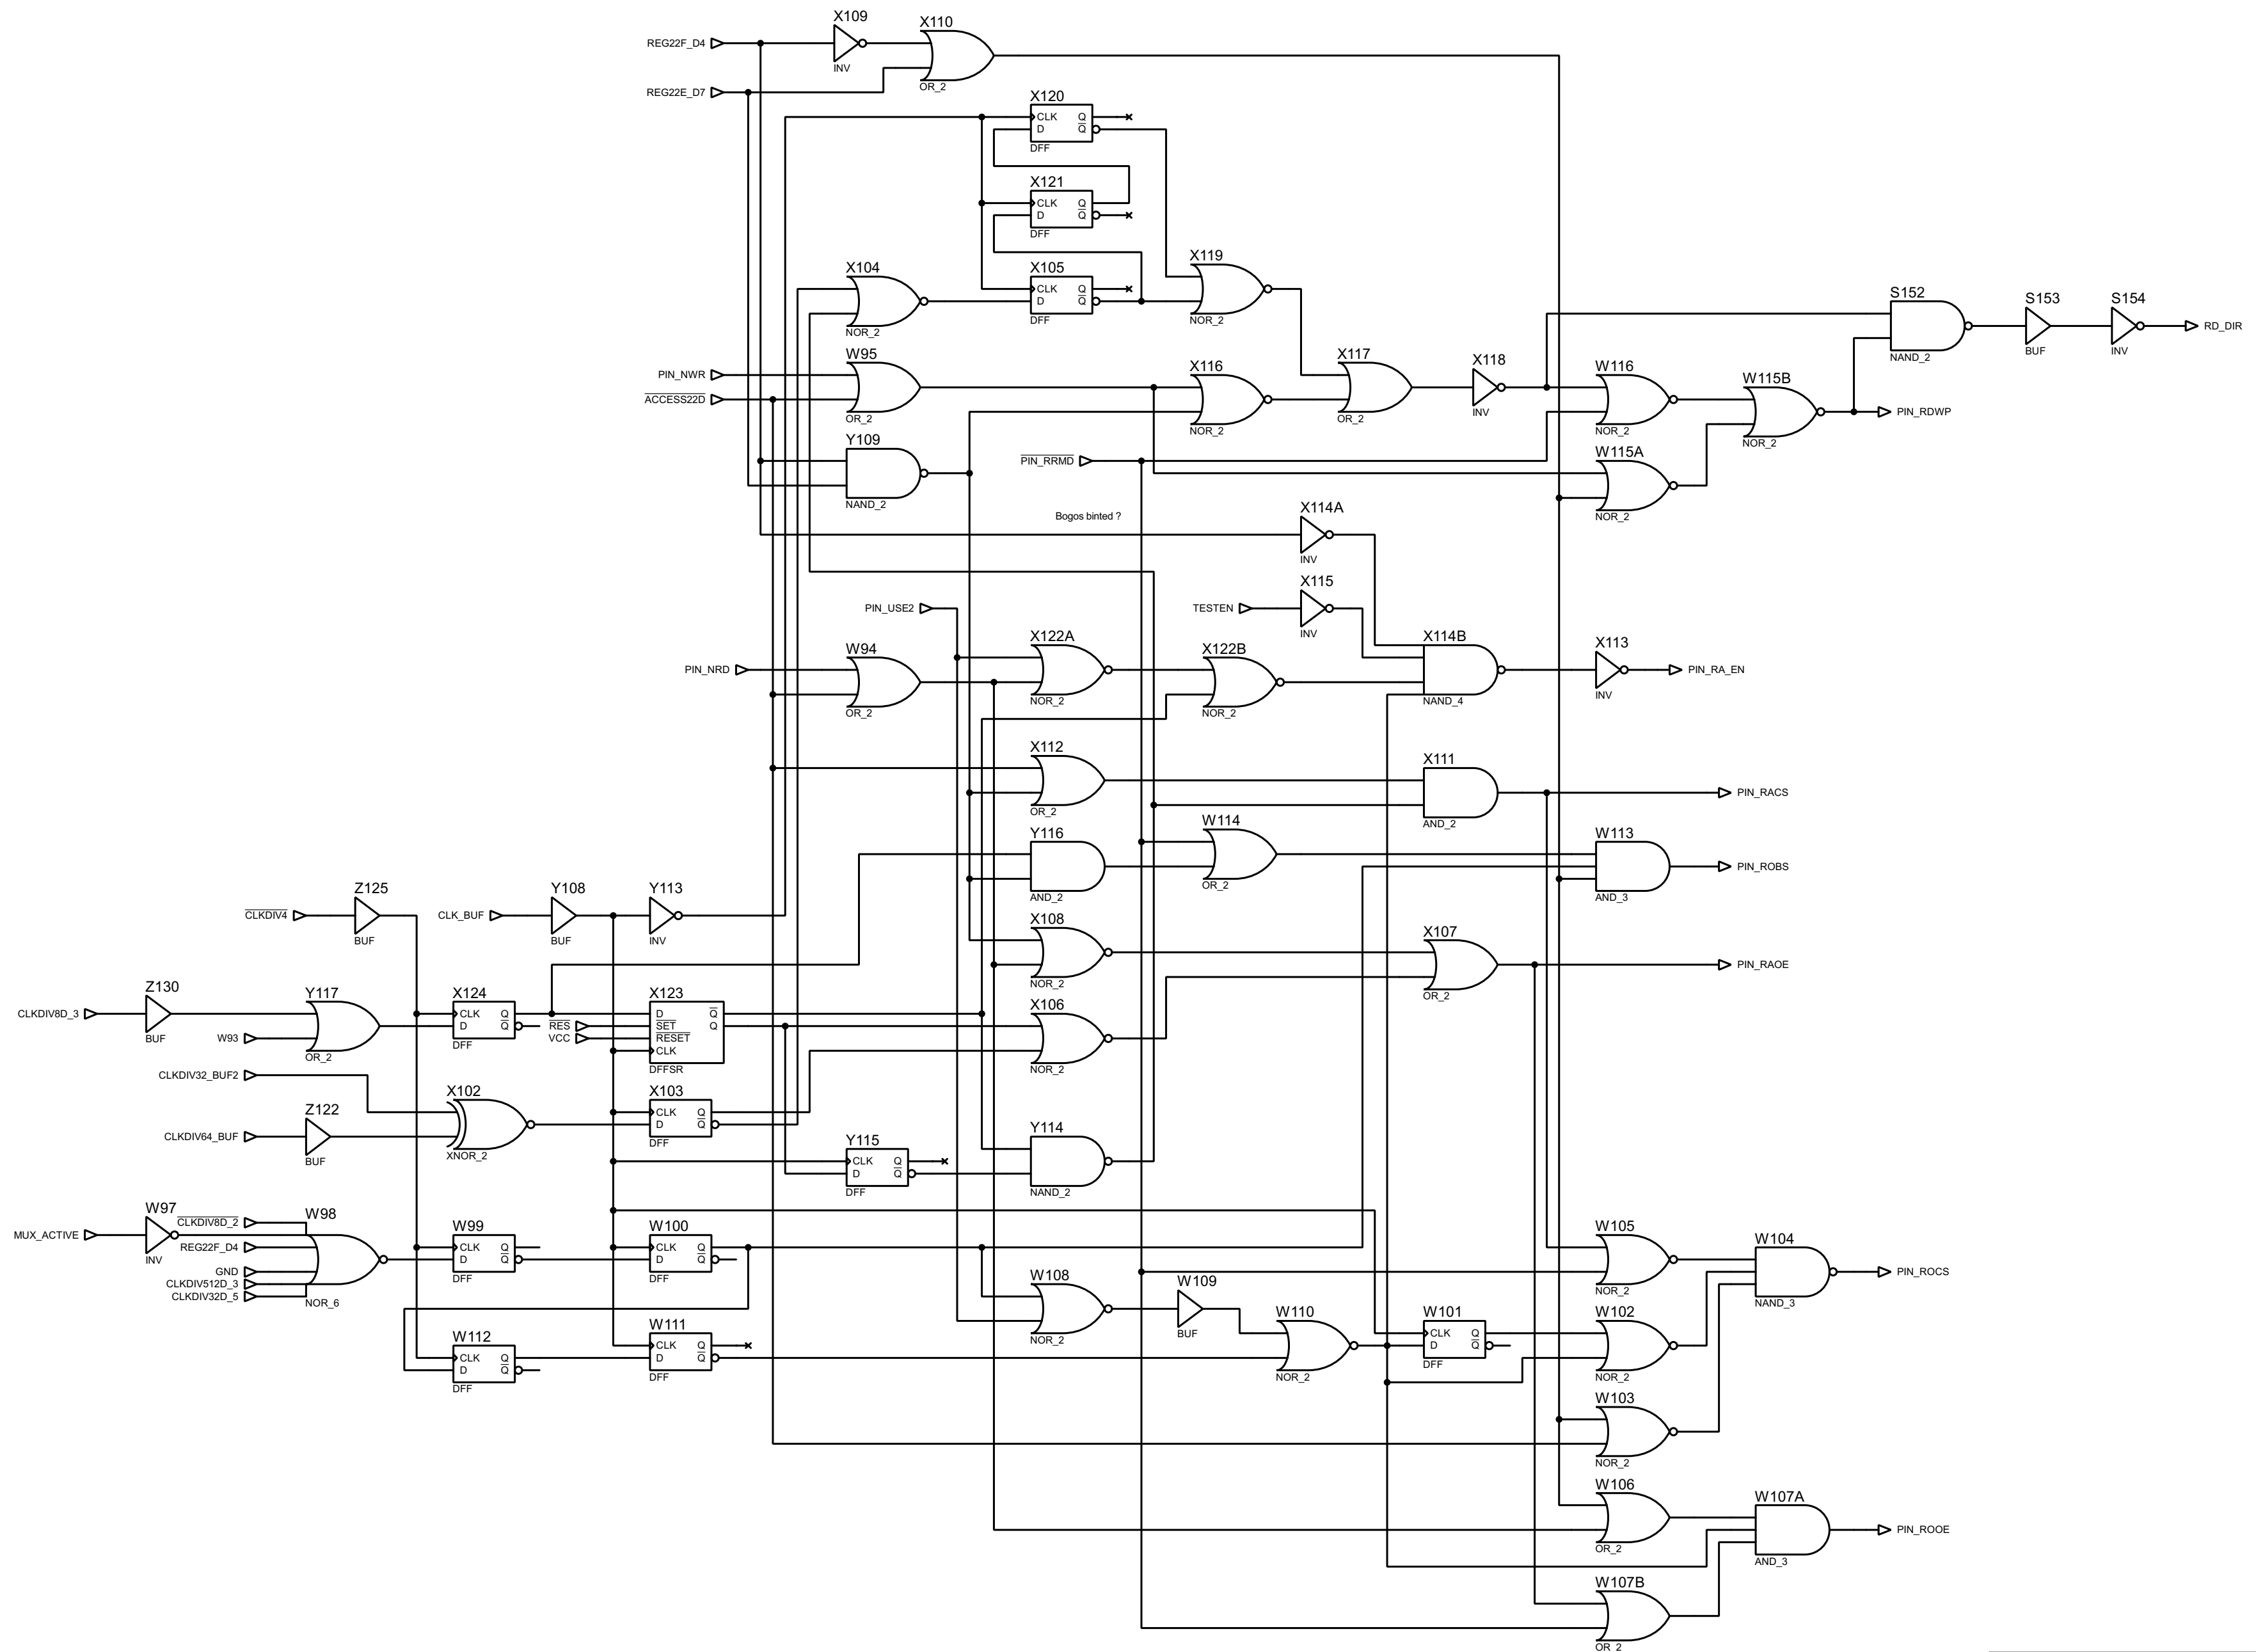 X109
X110
REG22F_D4
INV
OR_2
REG22E_D7
X120
CLK Q
D Q
DFF
X121
CLK Q
D Q
DFF
X104
NOR_2
X105
CLK Q
D Q
DFF
X119
NOR_2
S152
NAND_2
S153
BUF
S154
INV
RD_DIR
PIN_NWR
ACCESS22D
W95
OR_2
X116
NOR_2
X117
OR_2
X118
INV
W116
NOR_2
W115B
NOR_2
PIN_RDWP
Y109
NAND_2
PIN_RRMD
W115A
NOR_2
Bogos binted ?
X114A
INV
PIN_USE2
TESTEN
X115
INV
PIN_NRD
W94
OR_2
X122A
NOR_2
X122B
NOR_2
X114B
NAND_4
X113
INV
PIN_RA_EN
X112
OR_2
X111
AND_2
PIN_RACS
Y116
AND_2
W114
OR_2
W113
AND_3
PIN_ROBS
CLKDIV4
Z125
BUF
CLK_BUF
Y108
BUF
Y113
INV
X108
NOR_2
X107
OR_2
PIN_RAOE
CLKDIV8D_3
Z130
BUF
W93
Y117
OR_2
X124
CLK Q
D Q
DFF
RES
VCC
X123
D Q
SET Q
RESET
CLK
DFFSR
X106
NOR_2
CLKDIV32_BUF2
CLKDIV64_BUF
Z122
BUF
X102
XNOR_2
X103
CLK Q
D Q
DFF
Y115
CLK Q
D Q
DFF
Y114
NAND_2
MUX_ACTIVE
W97
INV
CLKDIV8D_2
REG22F_D4
GND
CLKDIV512D_3
CLKDIV32D_5
W98
NOR_6
W99
CLK Q
D Q
DFF
W100
CLK Q
D Q
DFF
W108
NOR_2
W109
BUF
W110
NOR_2
W101
CLK Q
D Q
DFF
W105
NOR_2
W104
NAND_3
PIN_ROCS
W102
NOR_2
W112
CLK Q
D Q
DFF
W111
CLK Q
D Q
DFF
W103
NOR_2
W106
OR_2
W107A
AND_3
PIN_ROOE
W107B
OR_2